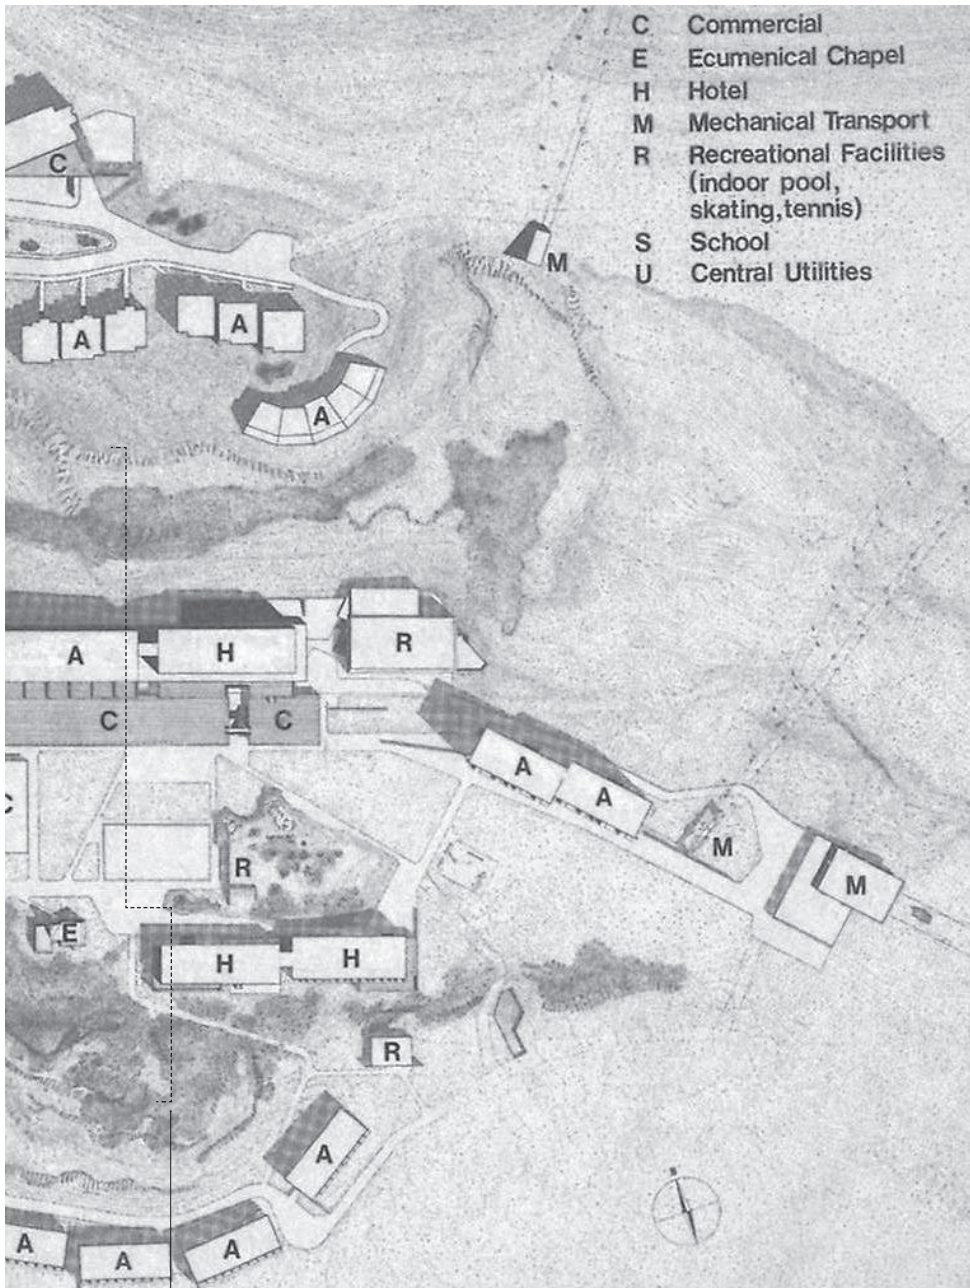 C Commercial
E Ecumenical Chapel
H Hotel
M Mechanical Transport
R Recreational Facilities
(indoor pool,
skating,tennis)
S School
U Central Utilities
C
M
A
A
A
A
H
R
C
C
A
A
C
R
M
M
E
H
H
R
A
A
A
A